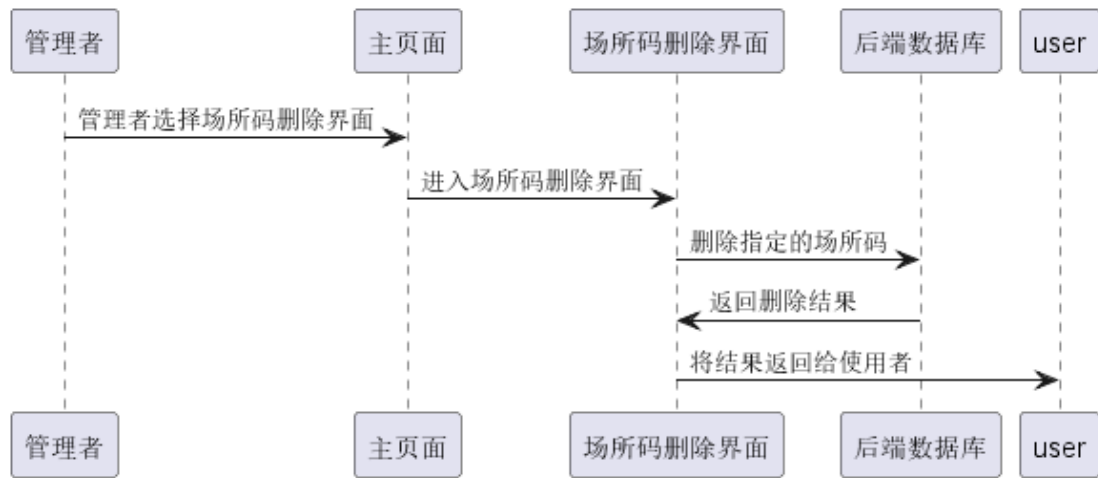 管理者 主页面 场所码删除界面 后端数据库 user
管理者选择场所码删除界面
进入场所码删除界面
删除指定的场所码
返回删除结果
将结果返回给使用者
管理者 主页面 场所码删除界面 后端数据库 user